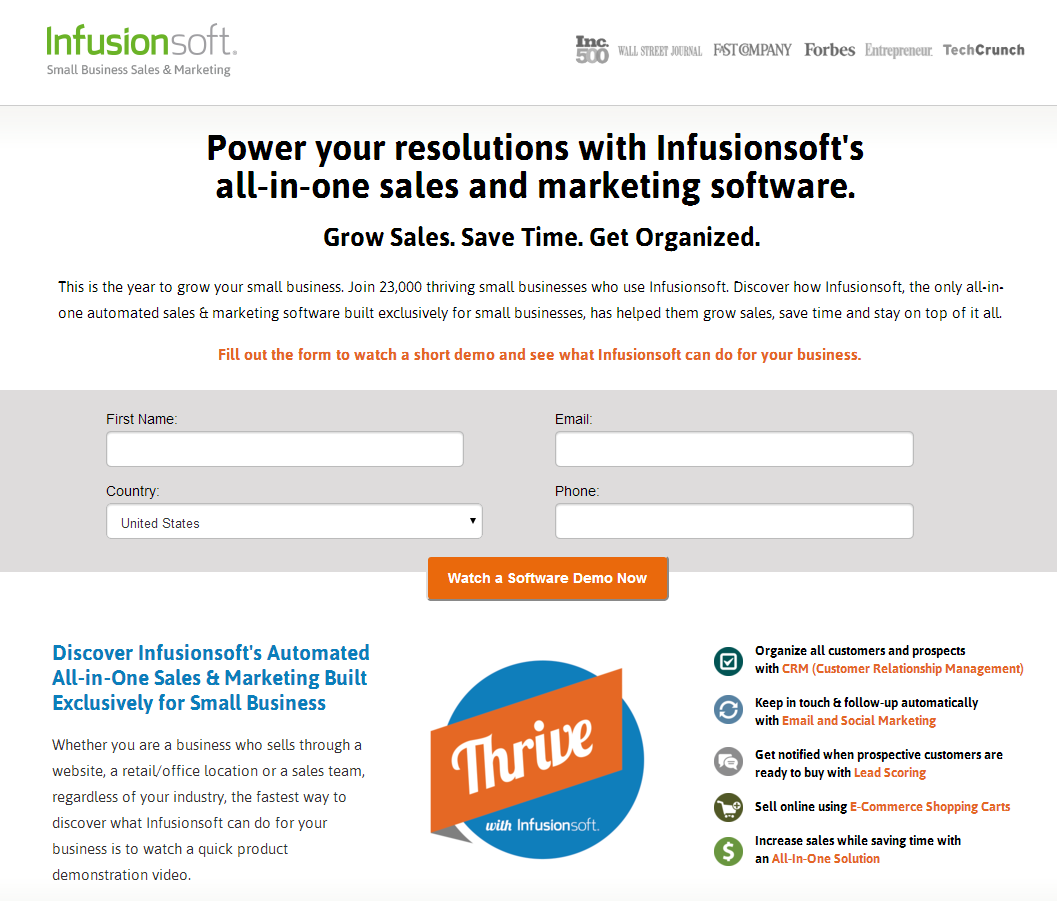 Infusionsoft.
Small Business Sales & Marketing
Inc. 500 WALL STREET JOURNAL FAST COMPANY Forbes Entrepreneur TechCrunch
Power your resolutions with Infusionsoft's
all-in-one sales and marketing software.
Grow Sales. Save Time. Get Organized.
This is the year to grow your small business. Join 23,000 thriving small businesses who use Infusionsoft. Discover how Infusionsoft, the only all-in-
one automated sales & marketing software built exclusively for small businesses, has helped them grow sales, save time and stay on top of it all.
Fill out the form to watch a short demo and see what Infusionsoft can do for your business.
First Name:
Email:
Country:
United States
Phone:
Watch a Software Demo Now
Discover Infusionsoft's Automated
All-in-One Sales & Marketing Built
Exclusively for Small Business
Whether you are a business who sells through a
website, a retail/office location or a sales team,
regardless of your industry, the fastest way to
discover what Infusionsoft can do for your
business is to watch a quick product
demonstration video.
Thrive
with Infusionsoft.
Organize all customers and prospects
with CRM (Customer Relationship Management)
Keep in touch & follow-up automatically
with Email and Social Marketing
Get notified when prospective customers are
ready to buy with Lead Scoring
Sell online using E-Commerce Shopping Carts
Increase sales while saving time with
an All-In-One Solution